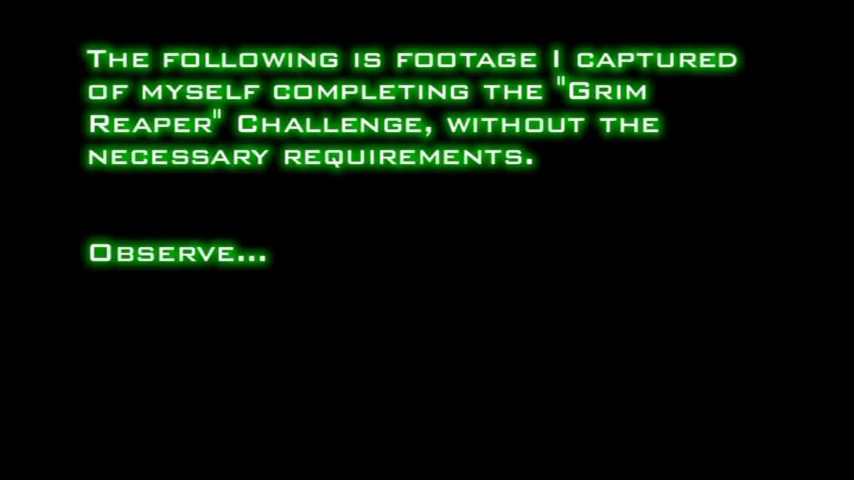 The following is footage I captured
of myself completing the "Grim
Reaper" Challenge, without the
necessary requirements.
Observe...